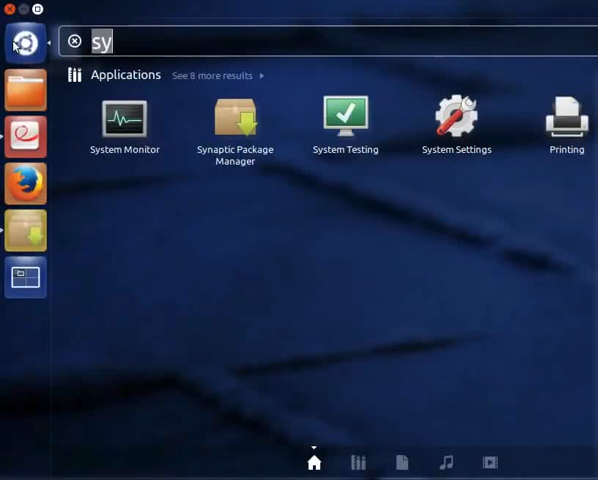 sy
Applications See 8 more results
System Monitor
Synaptic Package Manager
System Testing
System Settings
Printing